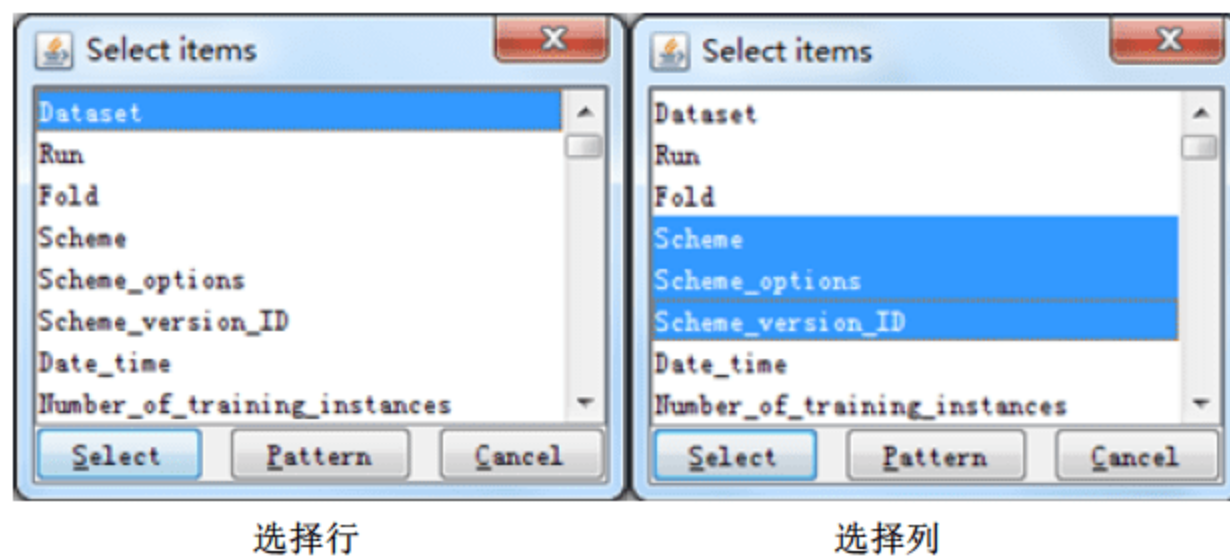 Select items
Dataset
Run
Fold
Scheme
Scheme_options
Scheme_version_ID
Date_time
Number_of_training_instances
Select Pattern Cancel
选择行
Select items
Dataset
Run
Fold
Scheme
Scheme_options
Scheme_version_ID
Date_time
Number_of_training_instances
Select Pattern Cancel
选择列